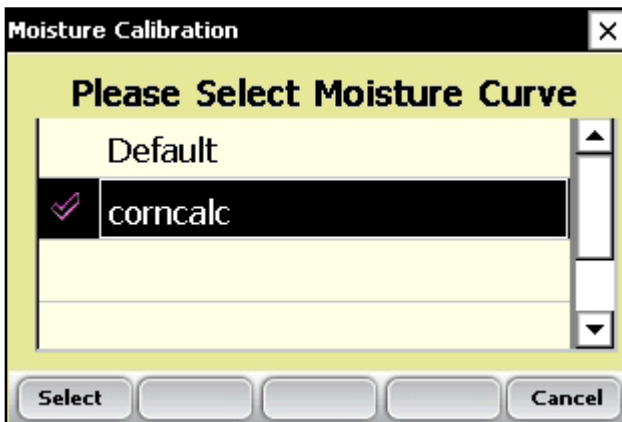 Moisture Calibration
Please Select Moisture Curve
Default
corncalc
Select Cancel